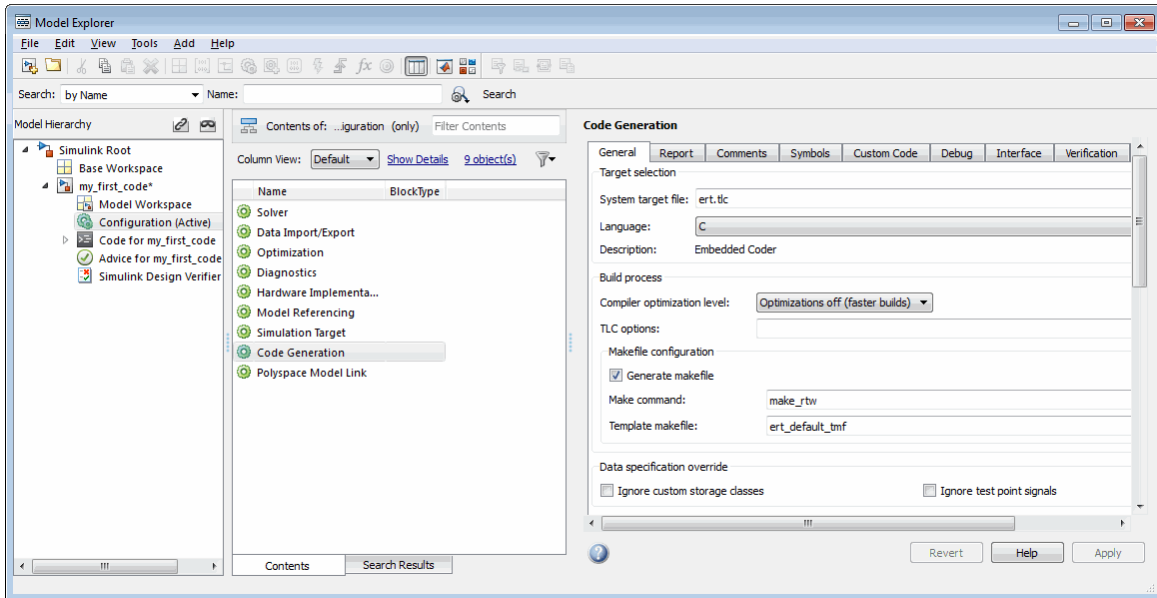 Model Explorer
File Edit View Tools Add Help
Search: by Name Name: Search
Model Hierarchy
Simulink Root
Base Workspace
my_first_code*
Model Workspace
Configuration (Active)
Code for my_first_code
Advice for my_first_code
Simulink Design Verifier
Contents of: ...iguration (only) Filter Contents
Column View: Default Show Details 9 object(s)
Name BlockType
Solver
Data Import/Export
Optimization
Diagnostics
Hardware Implementa...
Model Referencing
Simulation Target
Code Generation
Polyspace Model Link
Contents Search Results
Code Generation
General Report Comments Symbols Custom Code Debug Interface Verification
Target selection
System target file: ert.tlc
Language: C
Description: Embedded Coder
Build process
Compiler optimization level: Optimizations off (faster builds)
TLC options:
Makefile configuration
Generate makefile
Make command: make_rtw
Template makefile: ert_default_tmf
Data specification override
Ignore custom storage classes Ignore test point signals
Revert Help Apply